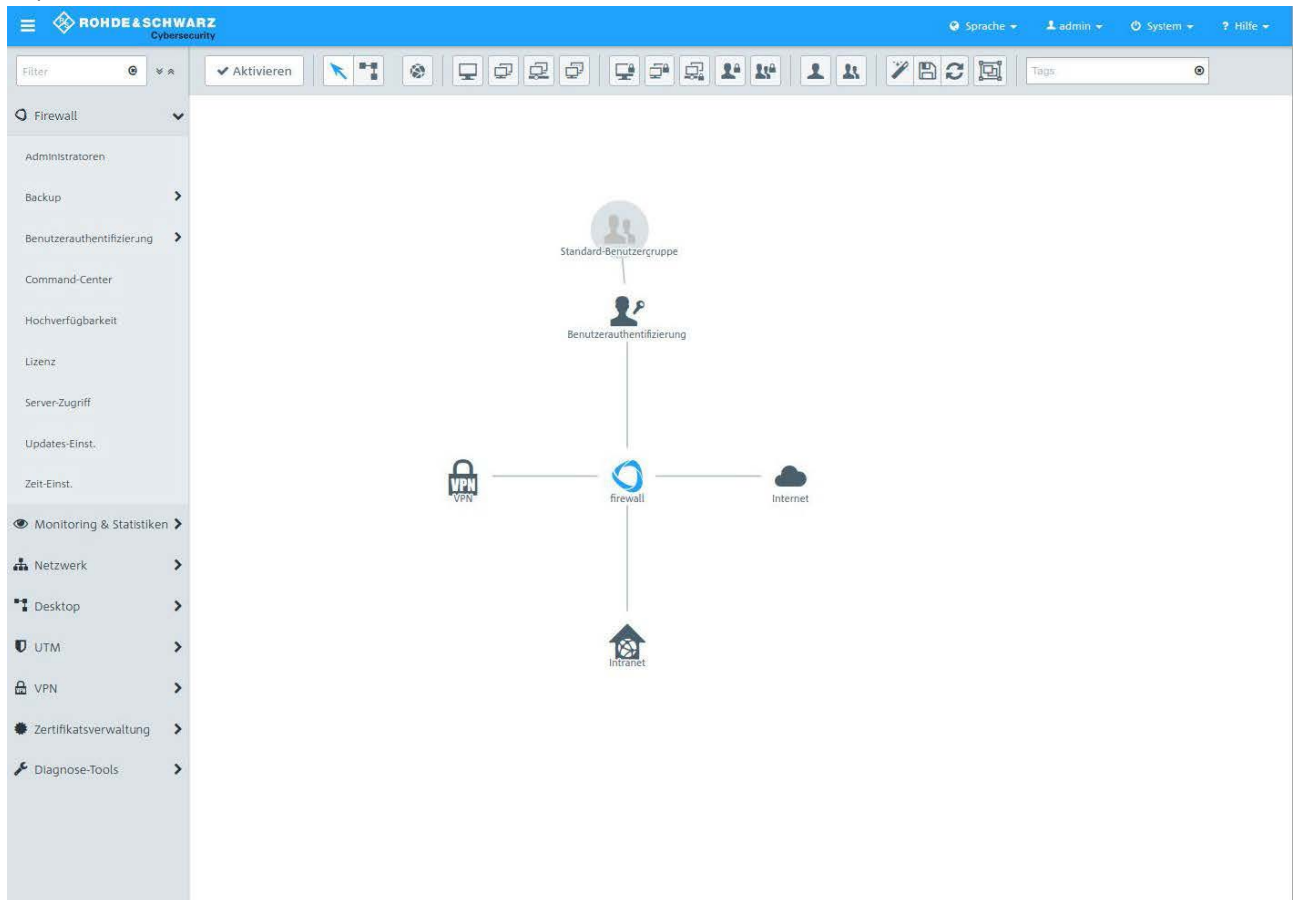 ROHDE&SCHWARZ
Cybersecurity
Sprache
admin
System
? Hilfe
Filter
Aktivieren
Tags
Firewall
Administratoren
Backup
Benutzerauthentifizierung
Command-Center
Hochverfügbarkeit
Lizenz
Server-Zugriff
Updates-Einst.
Zeit-Einst.
Monitoring & Statistiken
Netzwerk
Desktop
UTM
VPN
Zertifikatsverwaltung
Diagnose-Tools
Standard-Benutzergruppe
Benutzerauthentifizierung
VPN
VPN
firewall
Internet
Intranet